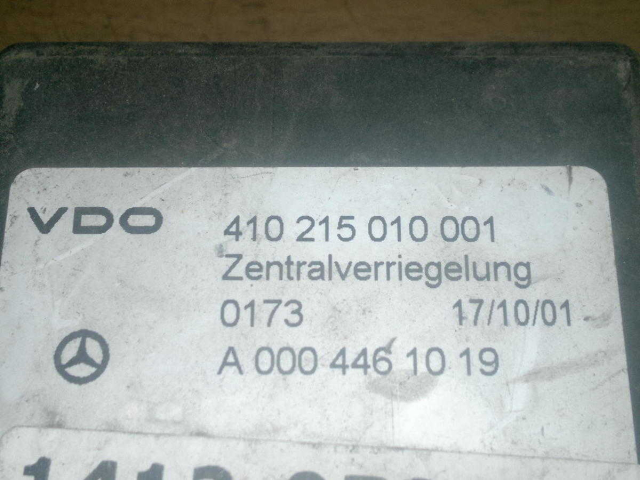 VDO 410 215 010 001
Zentralverriegelung
0173 17/10/01
A 000 446 10 19